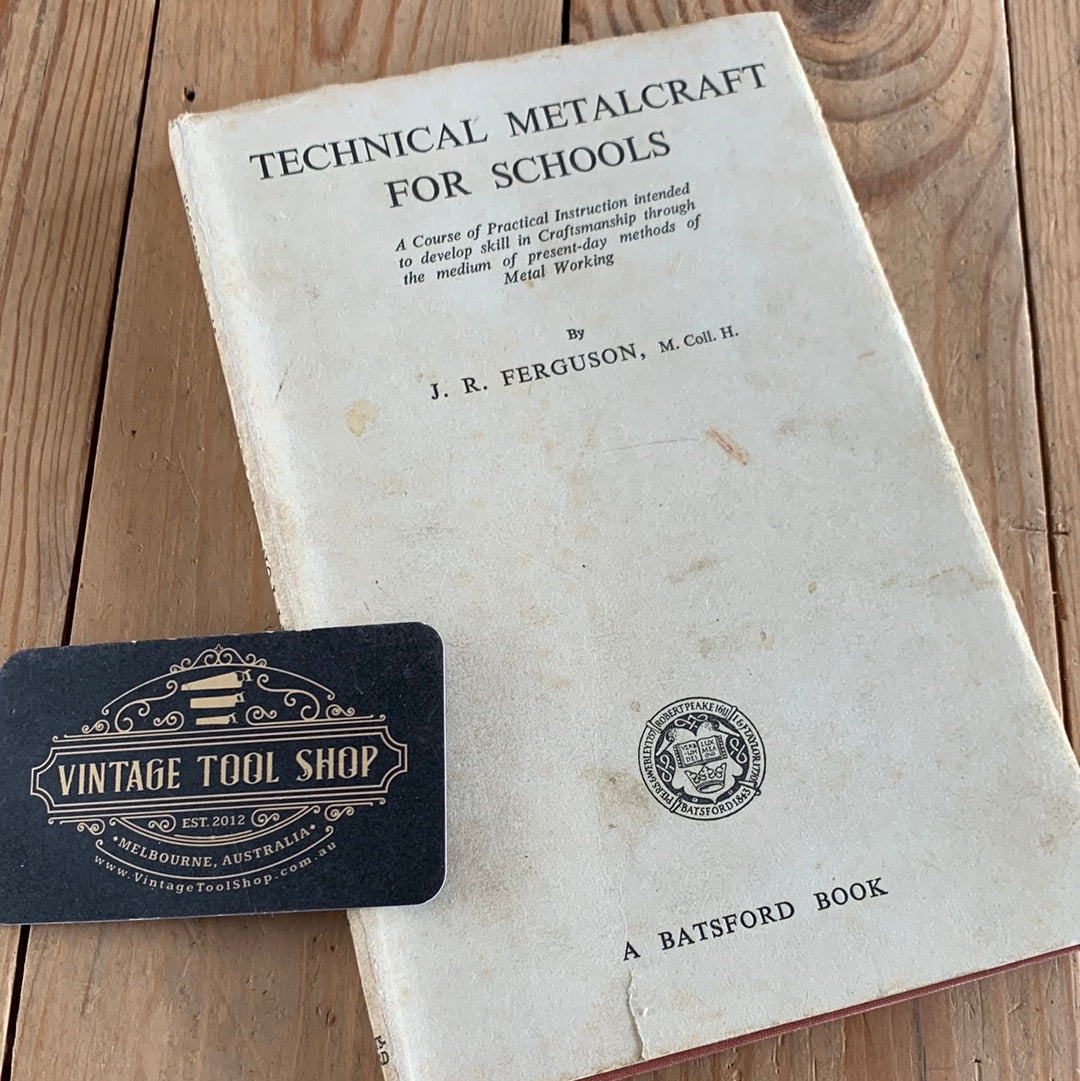 TECHNICAL METALCRAFT
FOR SCHOOLS
A Course of Practical Instruction intended
to develop skill in Craftsmanship through
the medium of present-day methods of
Metal Working
By
J. R. FERGUSON, M. Coll. H.
ROBERT PEAKE 1611
BATSFORD 1843
A BATSFORD BOOK
VINTAGE TOOL SHOP
EST. 2012
•MELBOURNE, AUSTRALIA•
www.VintageToolShop.com.au